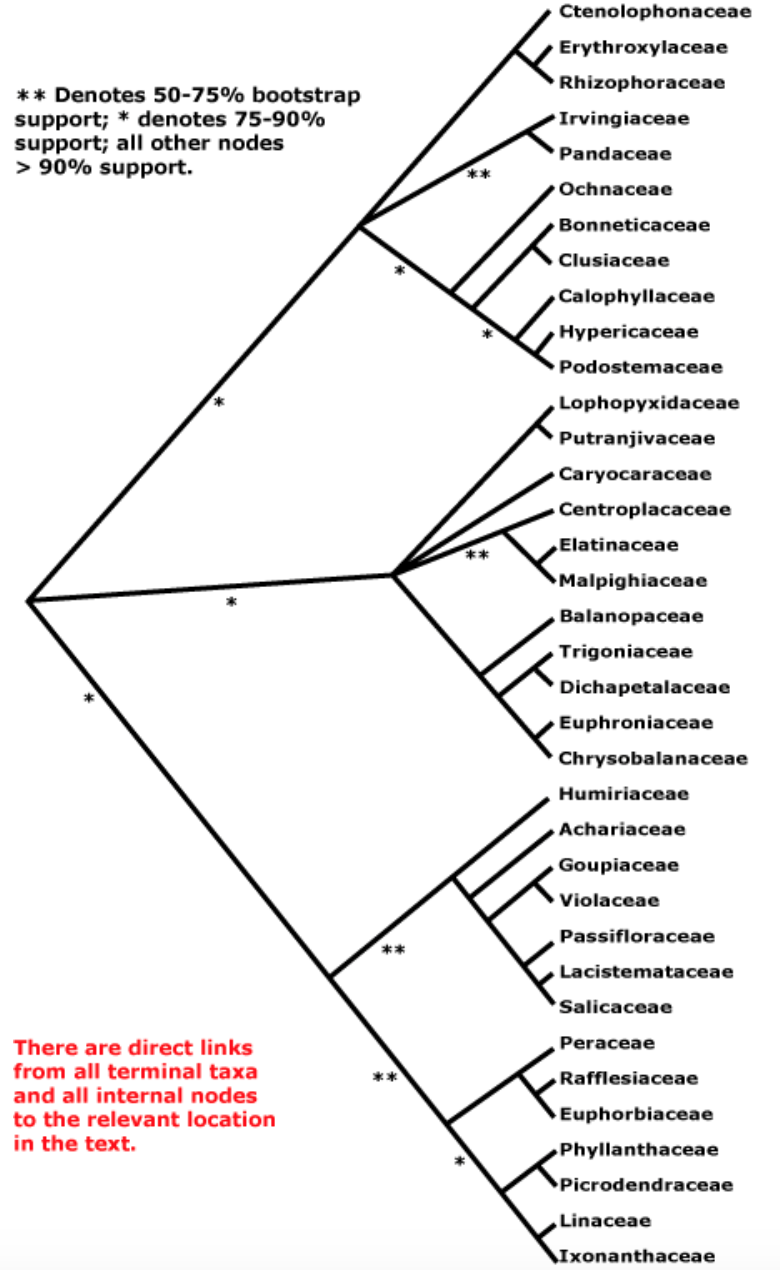 Ctenolophonaceae
Erythroxylaceae
Rhizophoraceae
** Denotes 50-75% bootstrap
support; * denotes 75-90%
support; all other nodes
> 90% support.
Irvingiaceae
Pandaceae
**
Ochnaceae
Bonneticaceae
Clusiaceae
*
Calophyllaceae
Hypericaceae
*
Podostemaceae
*
Lophopyxidaceae
Putranjivaceae
Caryocaraceae
Centroplacaceae
Elatinaceae
**
Malpighiaceae
*
Balanopaceae
Trigoniaceae
Dichapetalaceae
*
Euphroniaceae
Chrysobalanaceae
Humiriaceae
Achariaceae
Goupiaceae
Violaceae
Passifloraceae
**
Lacistemataceae
Salicaceae
There are direct links
from all terminal taxa
and all internal nodes
to the relevant location
in the text.
Peraceae
Rafflesiaceae
**
Euphorbiaceae
Phyllanthaceae
*
Picrodendraceae
Linaceae
Ixonanthaceae